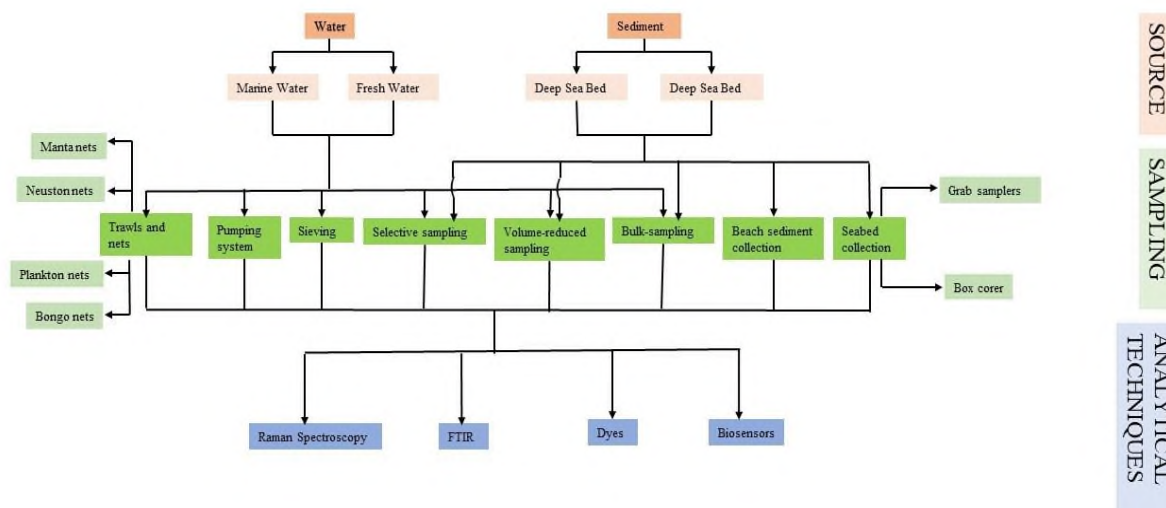 Water
Sediment
SOURCE
Marine Water
Fresh Water
Deep Sea Bed
Deep Sea Bed
Manta nets
Neuston nets
Grab samplers
SAMPLING
Trawls and
nets
Pumping
system
Sieving
Selective sampling
Volume-reduced
sampling
Bulk-sampling
Beach sediment
collection
Seabed
collection
Plankton nets
Box corer
Bongo nets
ANALYTICAL
TECHNIQUES
Raman Spectroscopy
FTIR
Dyes
Biosensors